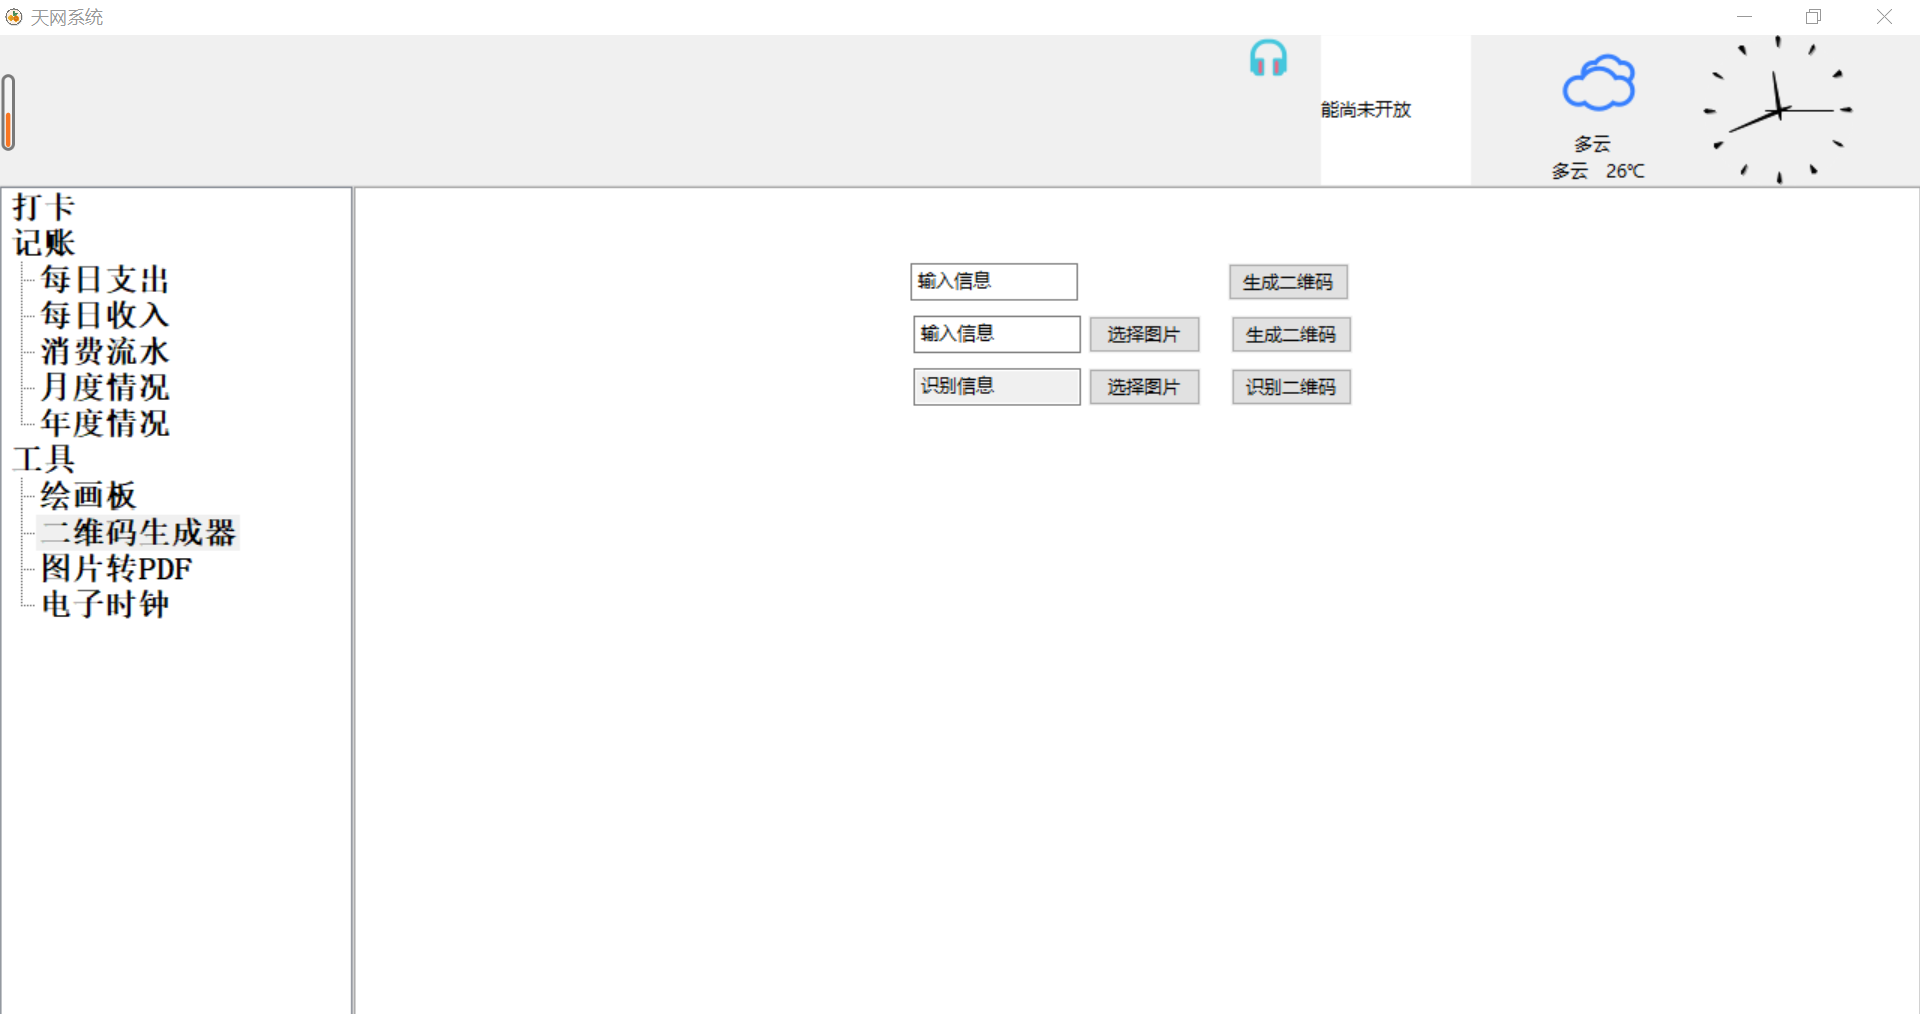 天网系统
能尚未开放
多云
多云 26℃
打卡
记账
每日支出
每日收入
消费流水
月度情况
年度情况
工具
绘画板
二维码生成器
图片转PDF
电子时钟
输入信息 生成二维码
输入信息 选择图片 生成二维码
识别信息 选择图片 识别二维码